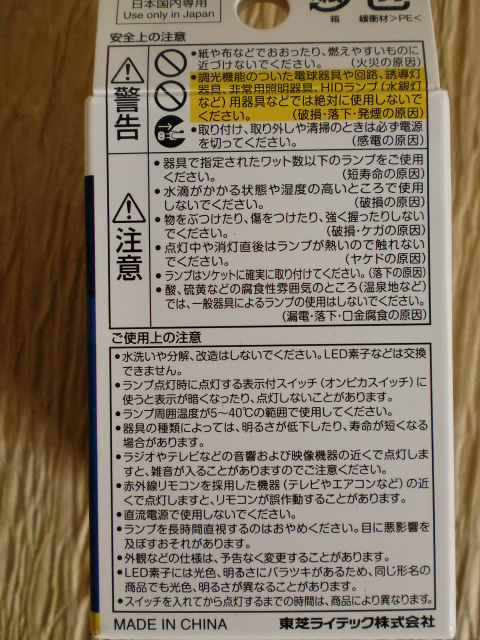 日本国内専用
Use only in Japan
箱 緩衝材>PE<
安全上の注意
警告
•紙や布などでおおったり、燃えやすいものに
近づけないでください。 (火災の原因)
•調光機能のついた電球器具や回路、誘導灯
器具、非常用照明器具、HIDランプ(水銀灯
など)用器具などでは絶対に使用しないで
ください。 (破損・落下・発煙の原因)
•取り付け、取り外しや清掃のときは必ず電源
を切ってください。 (感電の原因)
注意
•器具で指定されたワット数以下のランプをご使用
ください。 (短寿命の原因)
•水滴がかかる状態や湿度の高いところで使用
しないでください。 (破損の原因)
•物をぶつけたり、傷をつけたり、強く握ったりしない
でください。 (破損・ケガの原因)
•点灯中や消灯直後はランプが熱いので触れない
でください。 (ヤケドの原因)
•ランプはソケットに確実に取り付けてください。(落下の原因)
•酸、硫黄などの腐食性雰囲気のところ(温泉地など)
では、一般器具によるランプの使用はしないでください。
(漏電・落下・口金腐食の原因)
ご使用上の注意
•水洗いや分解、改造はしないでください。LED素子などは交換
できません。
•ランプ点灯時に点灯する表示付スイッチ(オンピカスイッチ)に
使うと表示が暗くなったり、点灯しないことがあります。
•ランプ周囲温度が5〜40℃の範囲で使用してください。
•器具の種類によっては、明るさが低下したり、寿命が短くなる
場合があります。
•ラジオやテレビなどの音響および映像機器の近くで点灯しま
すと、雑音が入ることがありますのでご注意ください。
•赤外線リモコンを採用した機器(テレビやエアコンなど)の近
くで点灯しますと、リモコンが誤作動することがあります。
•直流電源で使用しないでください。
•ランプを長時間直視するのはおやめください。目に悪影響を
及ぼすおそれがあります。
•外観などの仕様は、予告なく変更することがあります。
•LED素子には光色、明るさにバラツキがあるため、同じ形名の
商品でも光色、明るさが異なることがあります。
•スイッチを入れてから点灯するまでの時間は、商品により異なります。
MADE IN CHINA 東芝ライテック株式会社